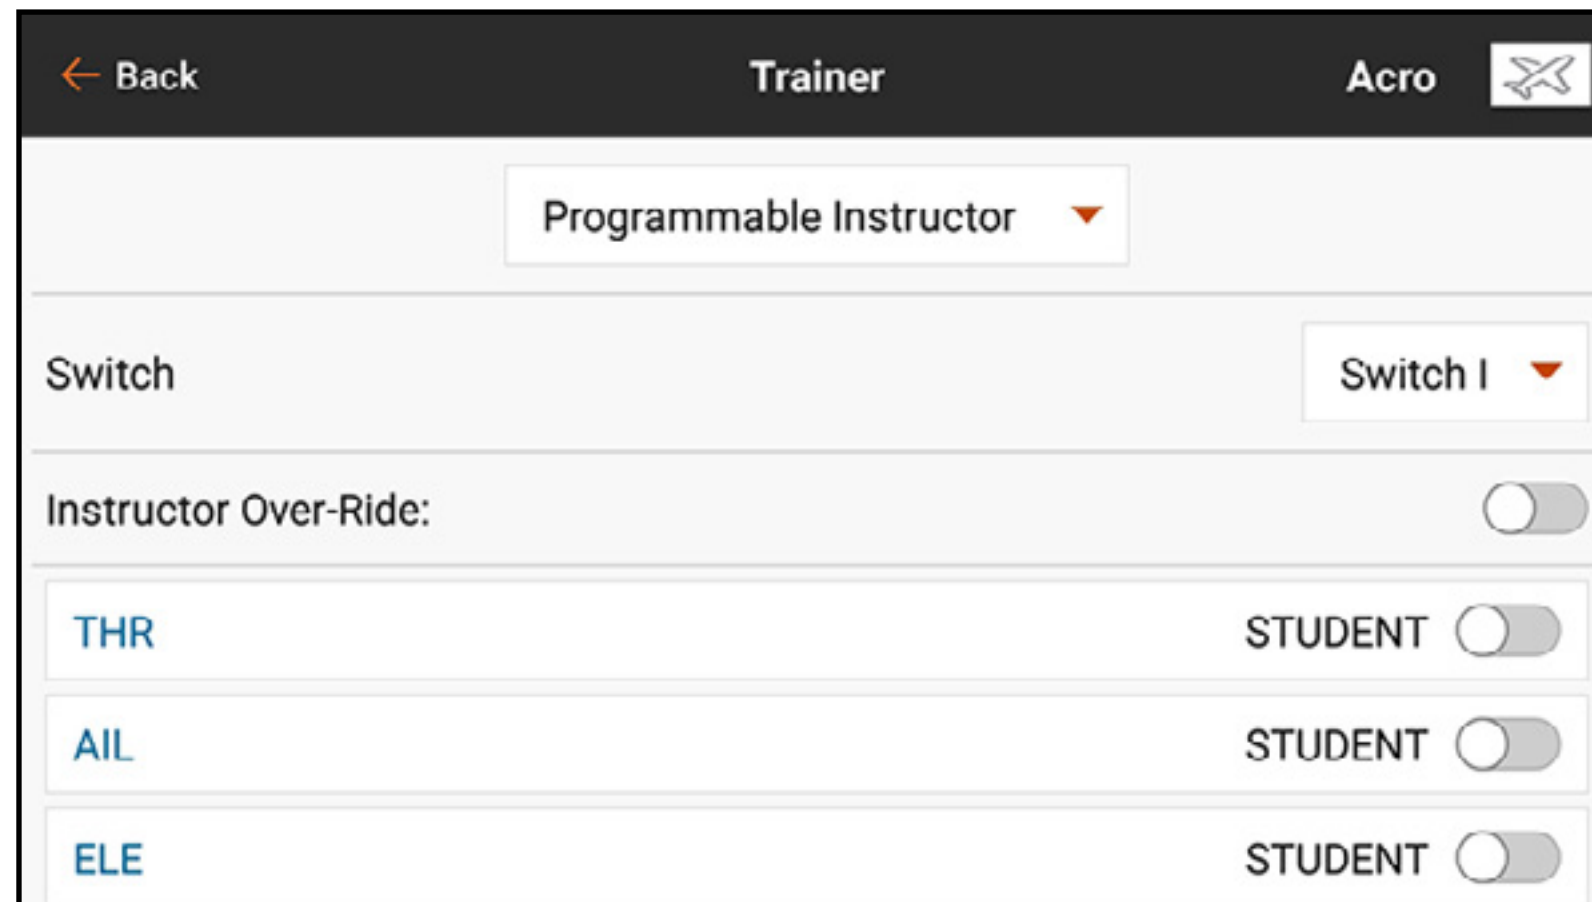 Back Trainer Acro
Programmable Instructor
Switch Switch I
Instructor Over-Ride:
THR STUDENT
AIL STUDENT
ELE STUDENT